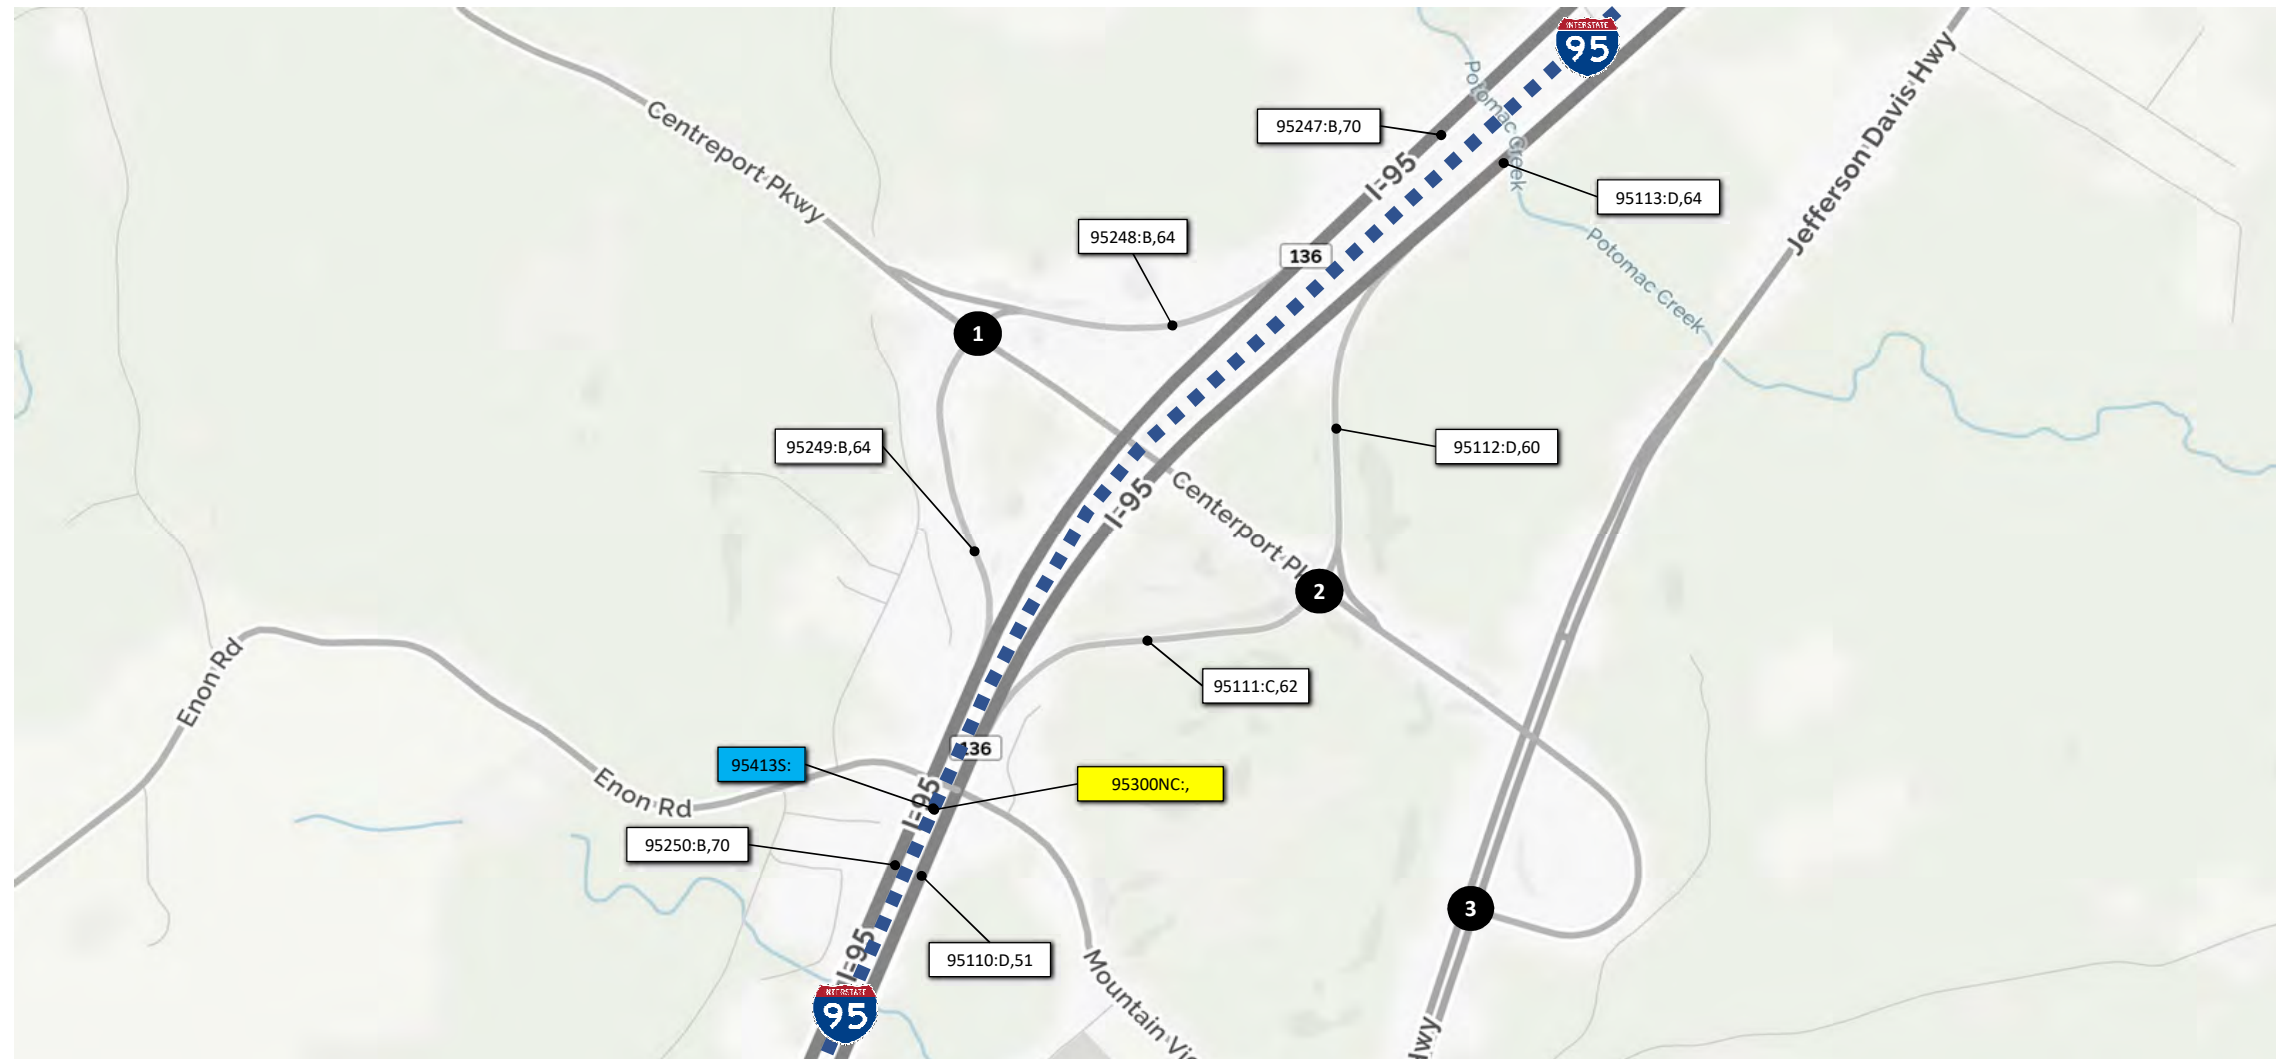 INTERSTATE
95
Potomac Creek
Jefferson Davis Hwy
Centreport Pkwy
95247:B,70
I-95
95113:D,64
95248:B,64
136
Potomac Creek
1
95249:B,64
95112:D,60
I-95
Centerport Pk
2
Enon Rd
95111:C,62
136
95413S:
95300NC:,
Enon Rd
I-95
95250:B,70
3
I-95
95110:D,51
Mountain Vie
INTERSTATE
95
Hwy